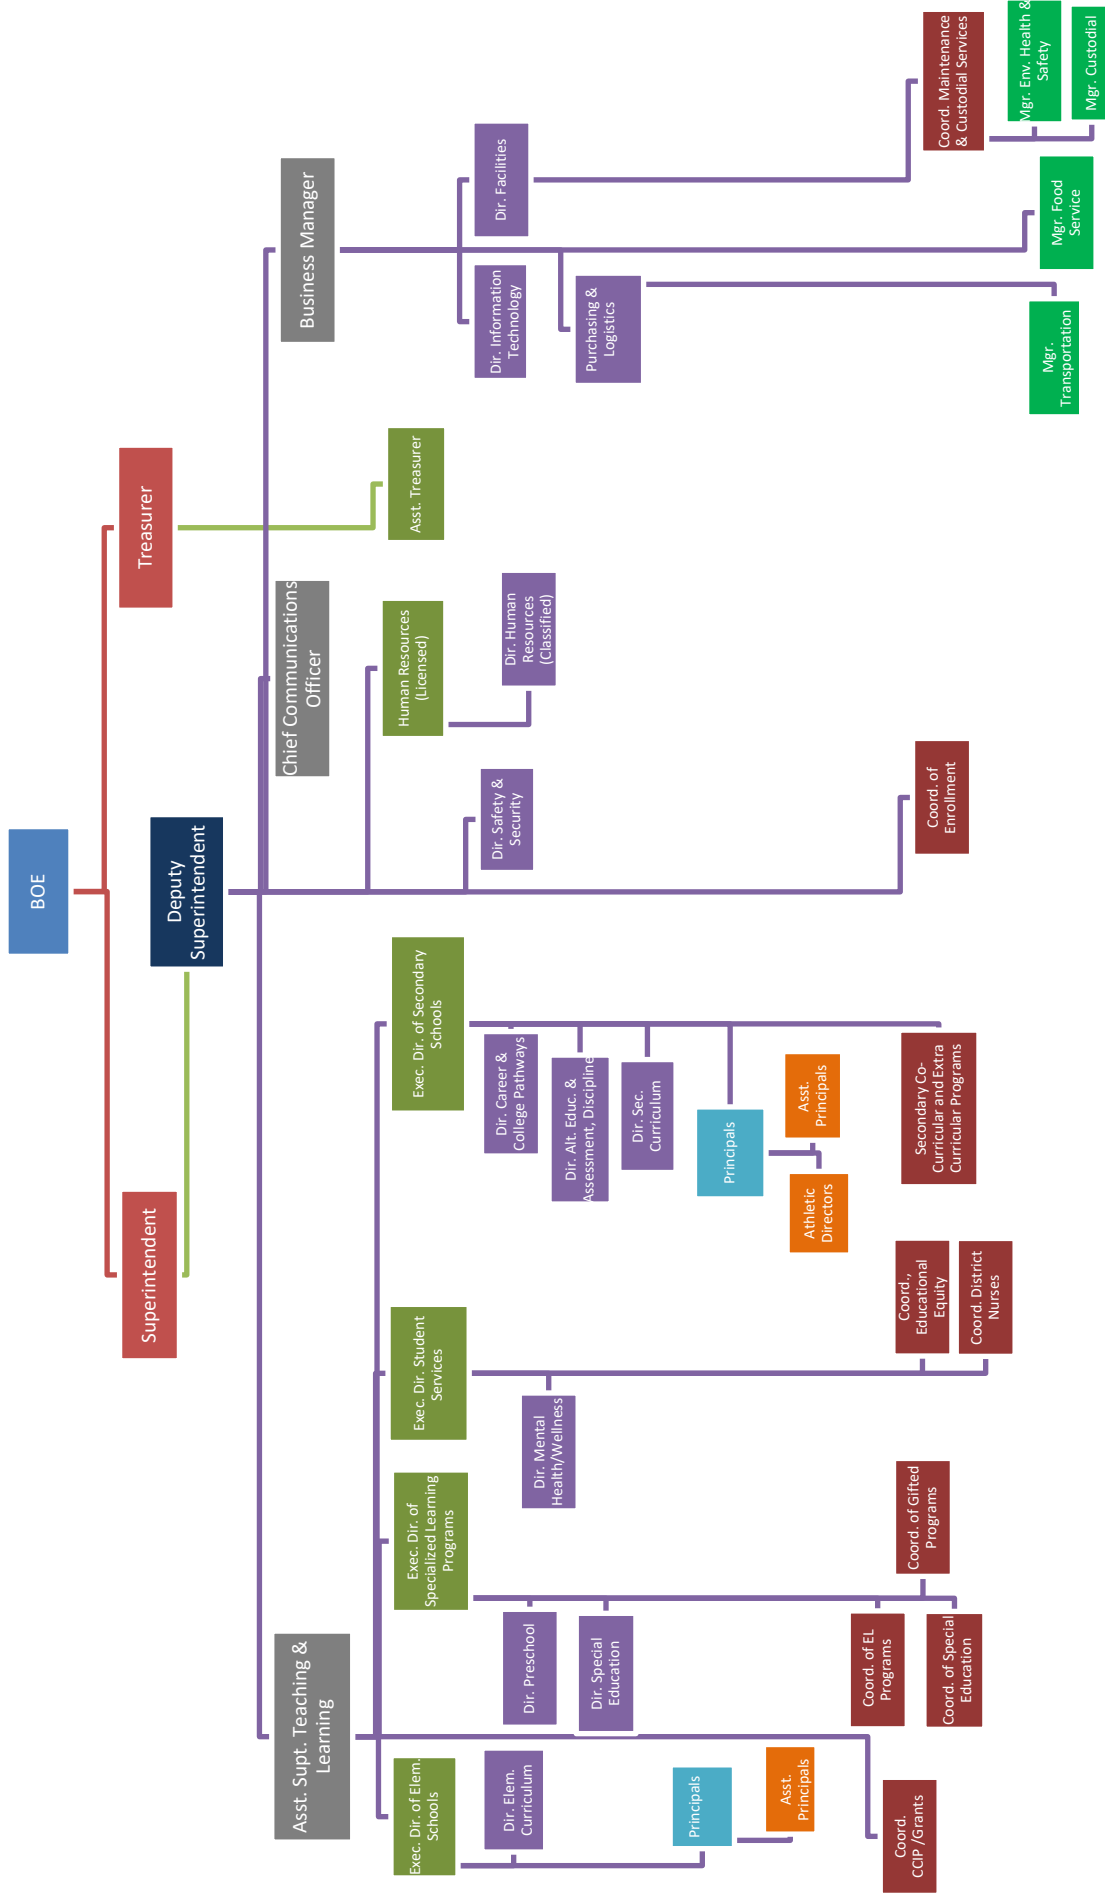 BOE
Superintendent
Treasurer
Deputy
Superintendent
Asst. Supt. Teaching &
Learning
Chief Communications
Officer
Business Manager
Exec. Dir. of Elem.
Schools
Exec. Dir. of
Specialized Learning
Programs
Exec. Dir. Student
Services
Exec. Dir. of Secondary
Schools
Human Resources
(Licensed)
Asst. Treasurer
Dir. Elem.
Curriculum
Dir. Preschool
Dir. Special
Education
Dir. Mental
Health/Wellness
Dir. Career &
College Pathways
Dir. Alt. Educ. &
Assessment, Discipline
Dir. Sec.
Curriculum
Dir. Safety &
Security
Dir. Human
Resources
(Classified)
Dir. Information
Technology
Dir. Facilities
Purchasing &
Logistics
Principals
Asst.
Principals
Principals
Athletic
Directors
Asst.
Principals
Coord.
CCIP /Grants
Coord. of EL
Programs
Coord. of Gifted
Programs
Coord. of Special
Education
Coord.,
Educational
Equity
Coord. District
Nurses
Secondary Co-
Curricular and Extra
Curricular Programs
Coord. of
Enrollment
Coord. Maintenance
& Custodial Services
Mgr.
Transportation
Mgr. Food
Service
Mgr. Env. Health &
Safety
Mgr. Custodial